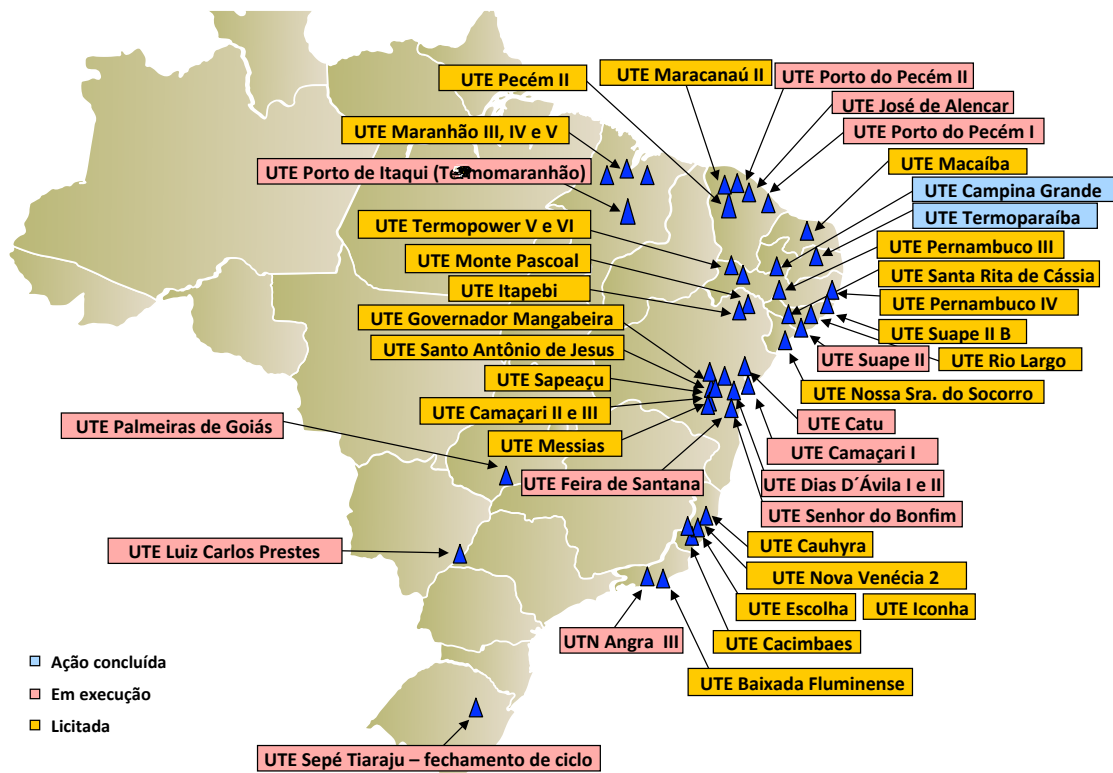 UTE Pecém II
UTE Maracanaú II
UTE Porto do Pecém II
UTE José de Alencar
UTE Maranhão III, IV e V
UTE Porto do Pecém I
UTE Macaíba
UTE Porto de Itaqui (Termomaranhão)
UTE Campina Grande
UTE Termoparaíba
UTE Termopower V e VI
UTE Pernambuco III
UTE Monte Pascoal
UTE Santa Rita de Cássia
UTE Itapebi
UTE Pernambuco IV
UTE Governador Mangabeira
UTE Suape II B
UTE Santo Antônio de Jesus
UTE Suape II
UTE Rio Largo
UTE Sapeaçu
UTE Nossa Sra. do Socorro
UTE Camaçari II e III
UTE Catu
UTE Palmeiras de Goiás
UTE Messias
UTE Camaçari I
UTE Feira de Santana
UTE Dias D´Ávila I e II
UTE Senhor do Bonfim
UTE Luiz Carlos Prestes
UTE Cauhyra
UTE Nova Venécia 2
UTE Escolha
UTE Iconha
UTN Angra III
UTE Cacimbaes
UTE Baixada Fluminense
Ação concluída
Em execução
Licitada
UTE Sepé Tiaraju – fechamento de ciclo